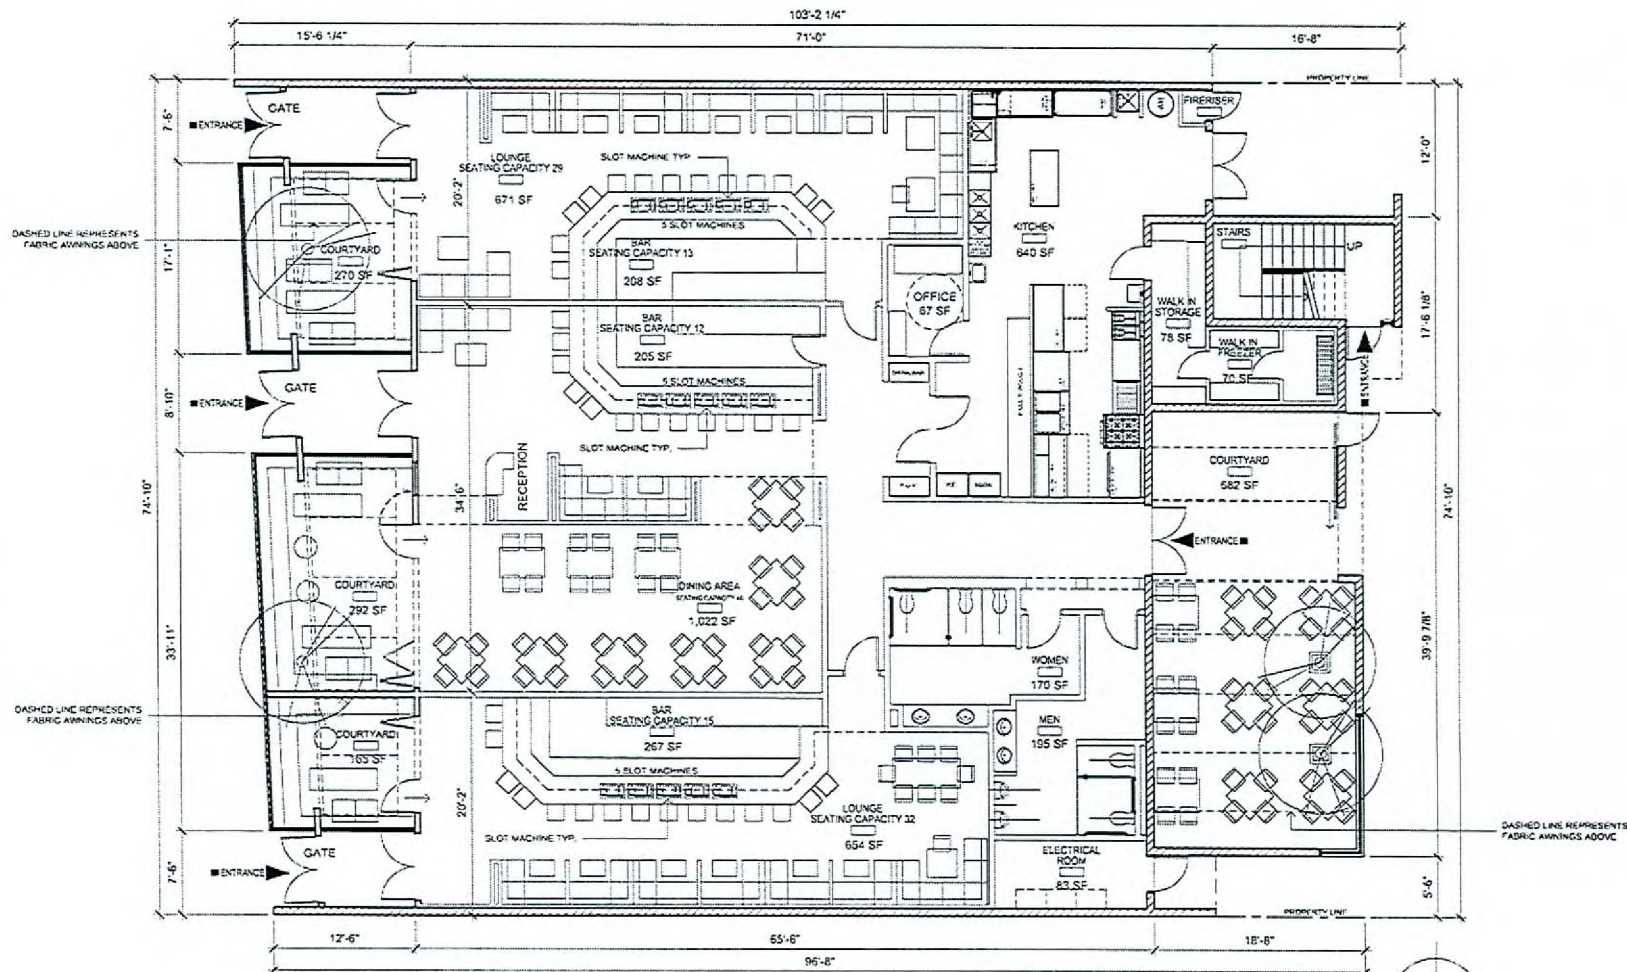 103'-2 1/4"
15'-6 1/4"
71'-0"
16'-8"
PROPERTY LINE
GATE
ENTRANCE
7'-6"
LOUNGE
SEATING CAPACITY 29
671 SF
SLOT MACHINE TYP.
20'-2"
5 SLOT MACHINES
BAR
SEATING CAPACITY 13
208 SF
WH
FIRERISER
12'-0"
KITCHEN
640 SF
STAIRS
UP
DASHED LINE REPRESENTS
FABRIC AWNINGS ABOVE
COURTYARD
270 SF
17'-1"
OFFICE
67 SF
WALK IN
STORAGE
78 SF
17'-6 1/8"
BAR
SEATING CAPACITY 12
205 SF
WALK IN
FREEZER
70 SF
ENTRANCE
5 SLOT MACHINES
GATE
ENTRANCE
8'-10"
SLOT MACHINE TYP.
RECEPTION
COURTYARD
682 SF
74'-10"
34'-6"
74'-10"
ICE
ENTRANCE
COURTYARD
292 SF
DINING AREA
1,022 SF
33'-11"
39'-9 7/8"
WOMEN
170 SF
DASHED LINE REPRESENTS
FABRIC AWNINGS ABOVE
BAR
SEATING CAPACITY 15
267 SF
MEN
195 SF
COURTYARD
165 SF
5 SLOT MACHINES
20'-2"
LOUNGE
SEATING CAPACITY 32
654 SF
SLOT MACHINE TYP.
DASHED LINE REPRESENTS
FABRIC AWNINGS ABOVE
GATE
ENTRANCE
7'-6"
ELECTRICAL
ROOM
83 SF
5'-6"
PROPERTY LINE
12'-6"
65'-6"
18'-8"
96'-8"